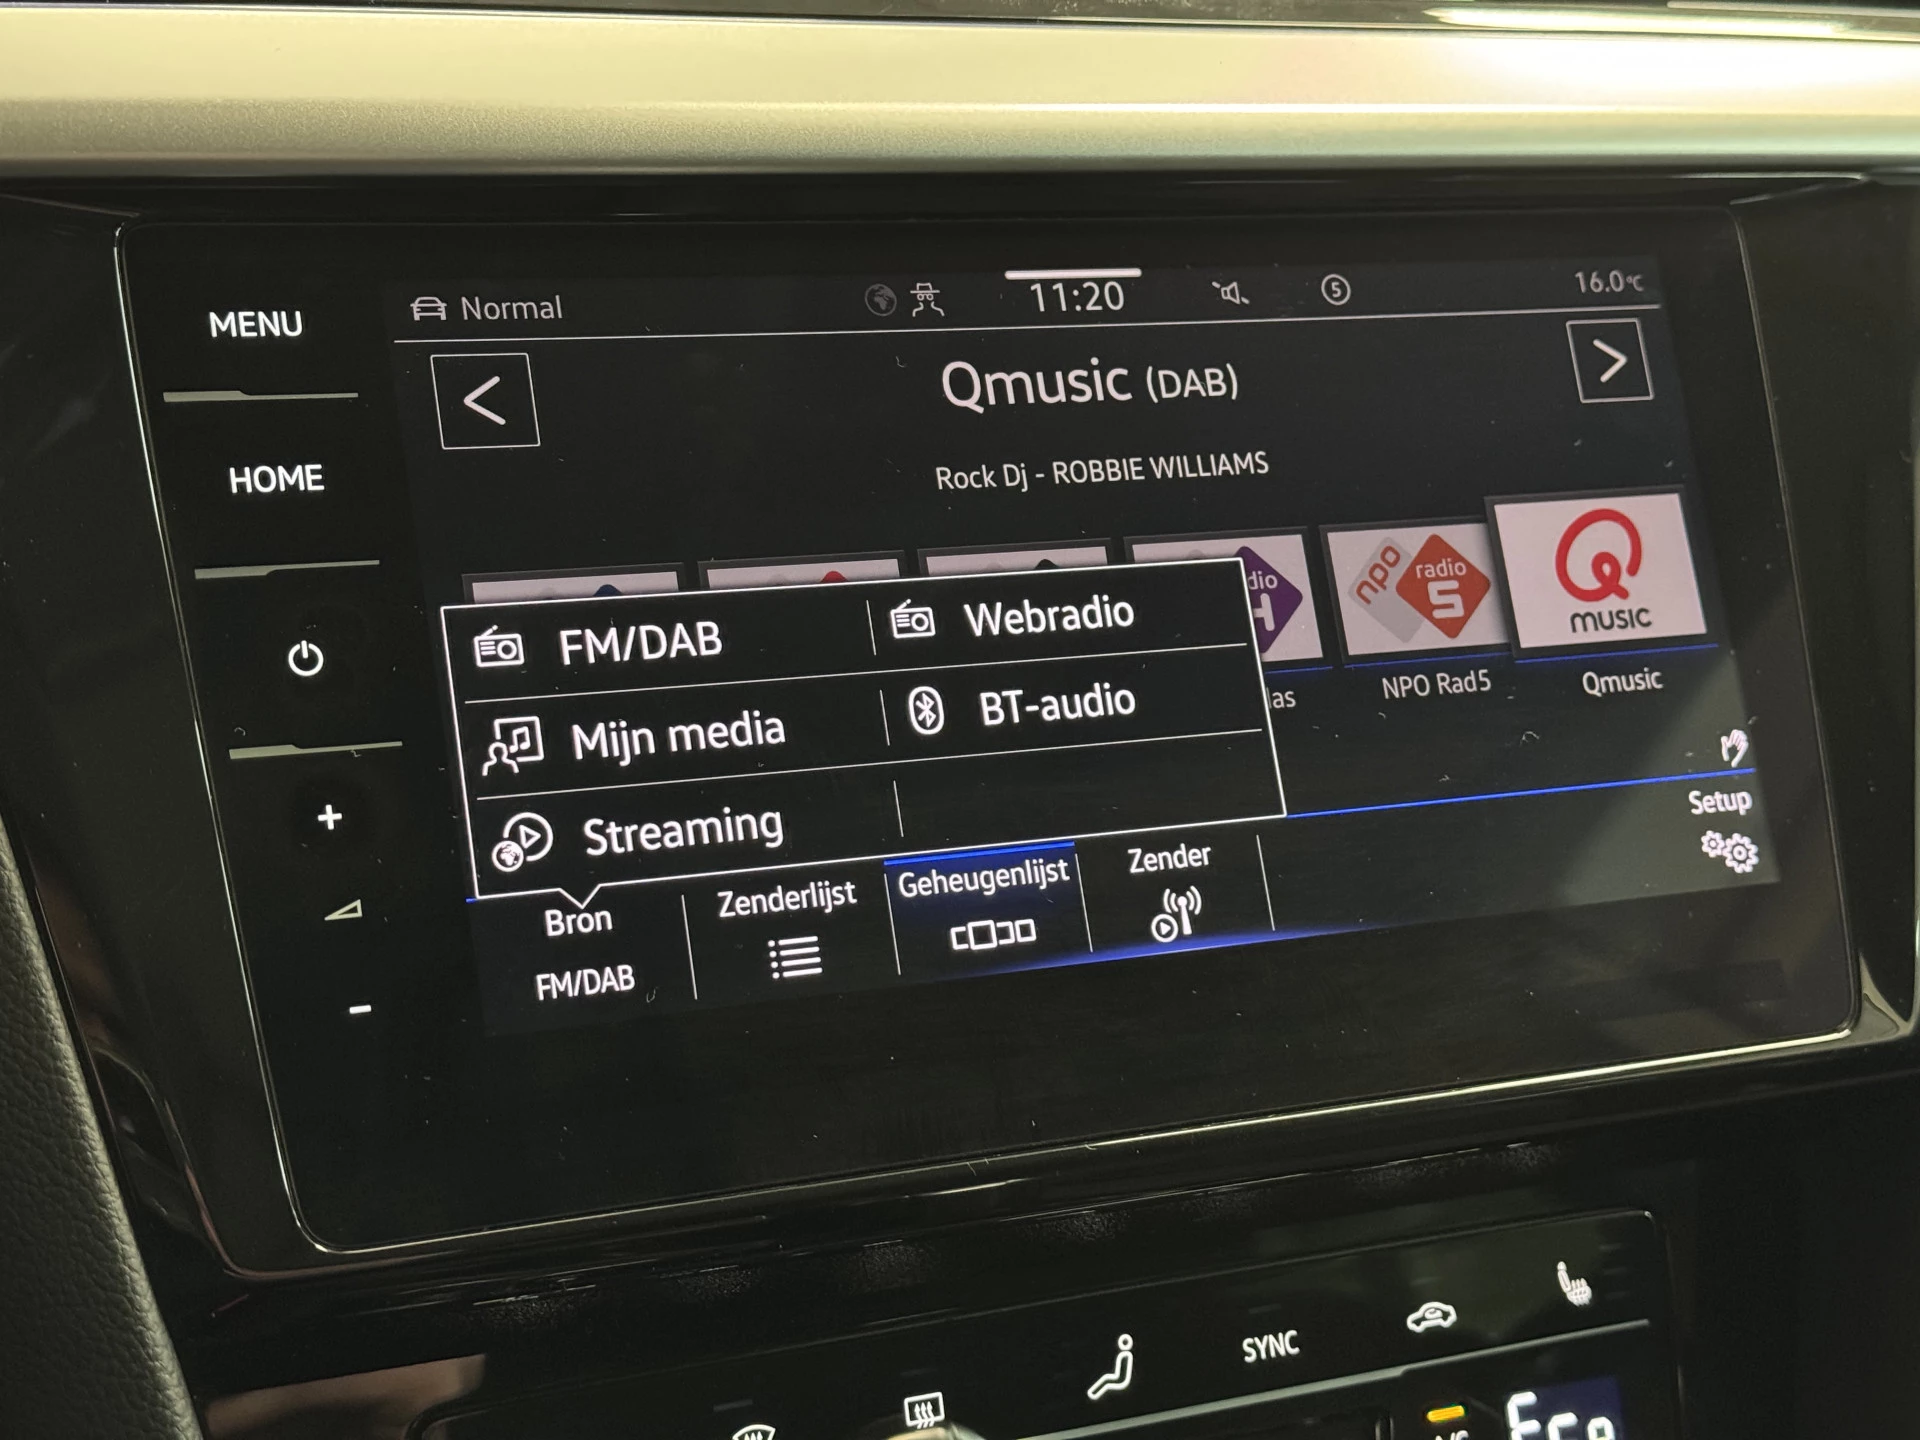 MENU
HOME
Normal
11:20
5
16.0°C
Qmusic (DAB)
Rock Dj - ROBBIE WILLIAMS
npo
radio
5
MUSIC
NPO Rad5
Qmusic
FM/DAB
Webradio
Mijn media
BT-audio
Streaming
Bron
FM/DAB
Zenderlijst
Geheugenlijst
Zender
Setup
SYNC